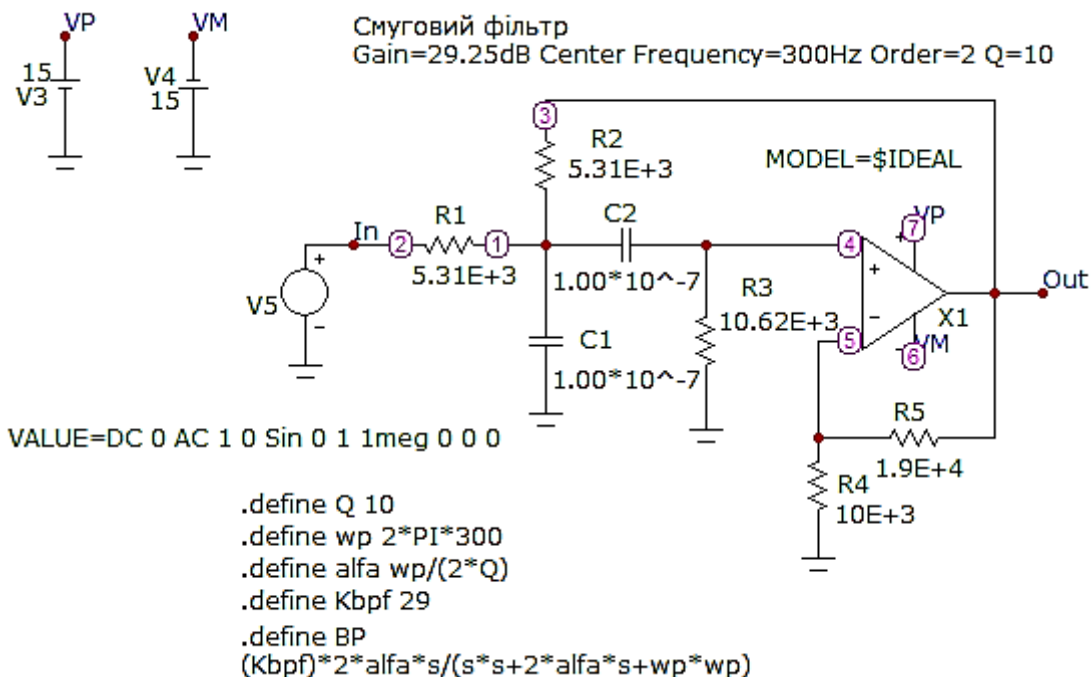 VP
VM
Смуговий фільтр
Gain=29.25dB Center Frequency=300Hz Order=2 Q=10
15
V3
V4
15
3
R2
5.31E+3
MODEL=$IDEAL
In
2
R1
1
5.31E+3
C2
1.00*10^-7
4
7
VP
+
-
Out
V5
+
-
R3
10.62E+3
X1
5
6
VM
C1
1.00*10^-7
R5
1.9E+4
R4
10E+3
VALUE=DC 0 AC 1 0 Sin 0 1 1meg 0 0 0
.define Q 10
.define wp 2*PI*300
.define alfa wp/(2*Q)
.define Kbpf 29
.define BP
(Kbpf)*2*alfa*s/(s*s+2*alfa*s+wp*wp)